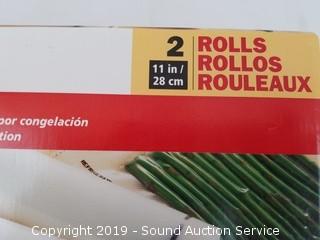 2
11 in /
28 cm
ROLLS
ROLLOS
ROULEAUX
por congelación
tion
Copyright 2019 - Sound Auction Service